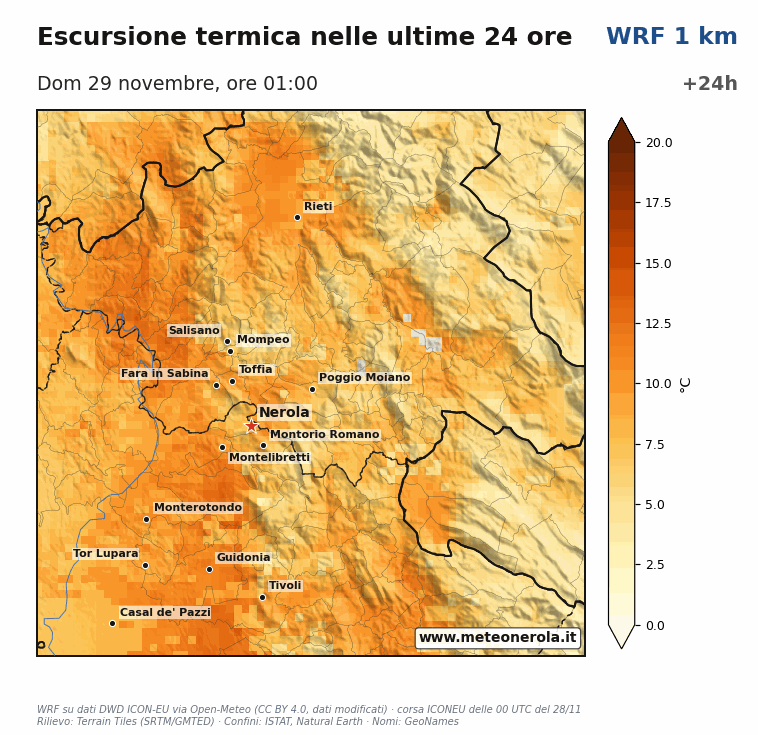 Escursione termica nelle ultime 24 ore
WRF 1 km
Dom 29 novembre, ore 01:00
+24h
Rieti
Salisano
Mompeo
Toffia
Fara in Sabina
Poggio Moiano
Nerola
Montorio Romano
Montelibretti
Monterotondo
Tor Lupara
Guidonia
Tivoli
Casal de' Pazzi
www.meteonerola.it
20.0
17.5
15.0
12.5
10.0
7.5
5.0
2.5
0.0
°C
WRF su dati DWD ICON-EU via Open-Meteo (CC BY 4.0, dati modificati) · corsa ICONEU delle 00 UTC del 28/11
Rilievo: Terrain Tiles (SRTM/GMTED) · Confini: ISTAT, Natural Earth · Nomi: GeoNames